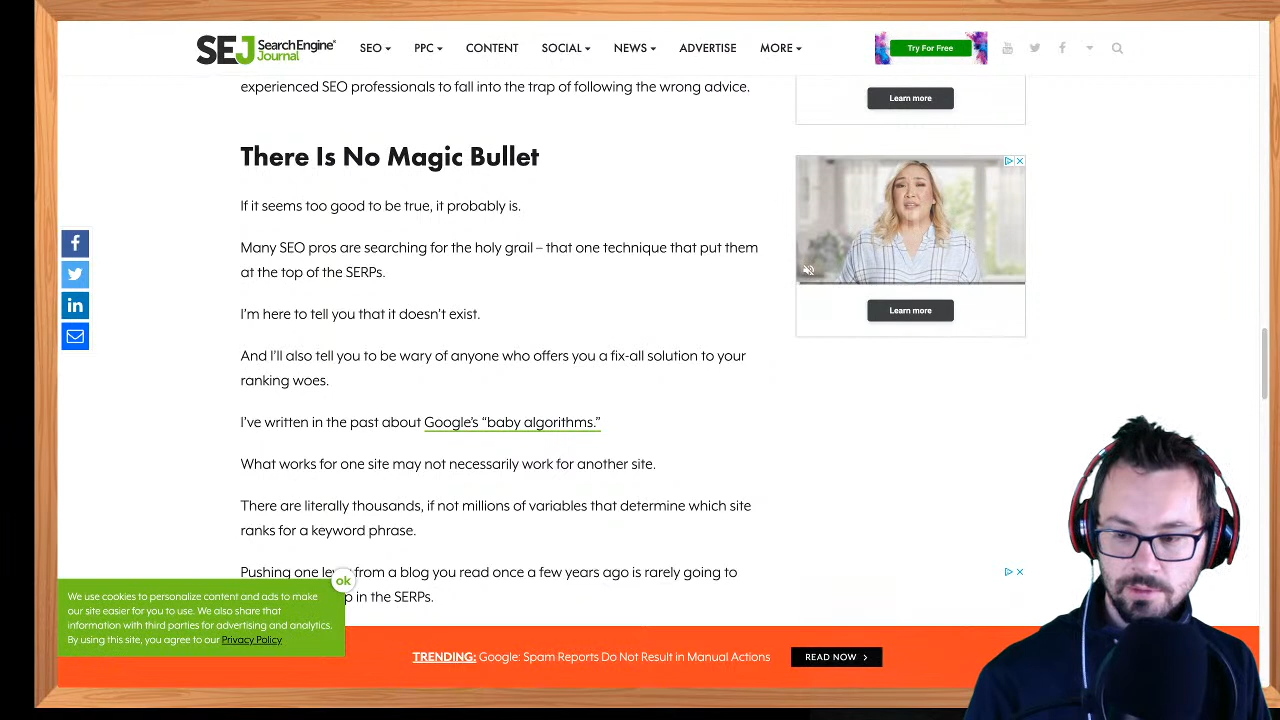 SEJ Search Engine Journal
SEO PPC CONTENT SOCIAL NEWS ADVERTISE MORE
Try For Free
experienced SEO professionals to fall into the trap of following the wrong advice.
Learn more
There Is No Magic Bullet
If it seems too good to be true, it probably is.
Many SEO pros are searching for the holy grail – that one technique that put them
at the top of the SERPs.
I'm here to tell you that it doesn't exist.
Learn more
And I'll also tell you to be wary of anyone who offers you a fix-all solution to your
ranking woes.
I've written in the past about Google's “baby algorithms.”
What works for one site may not necessarily work for another site.
There are literally thousands, if not millions of variables that determine which site
ranks for a keyword phrase.
Pushing one from a blog you read once a few years ago is rarely going to
in the SERPs.
ok
We use cookies to personalize content and ads to make
our site easier for you to use. We also share that
information with third parties for advertising and analytics.
By using this site, you agree to our Privacy Policy
TRENDING: Google: Spam Reports Do Not Result in Manual Actions
READ NOW